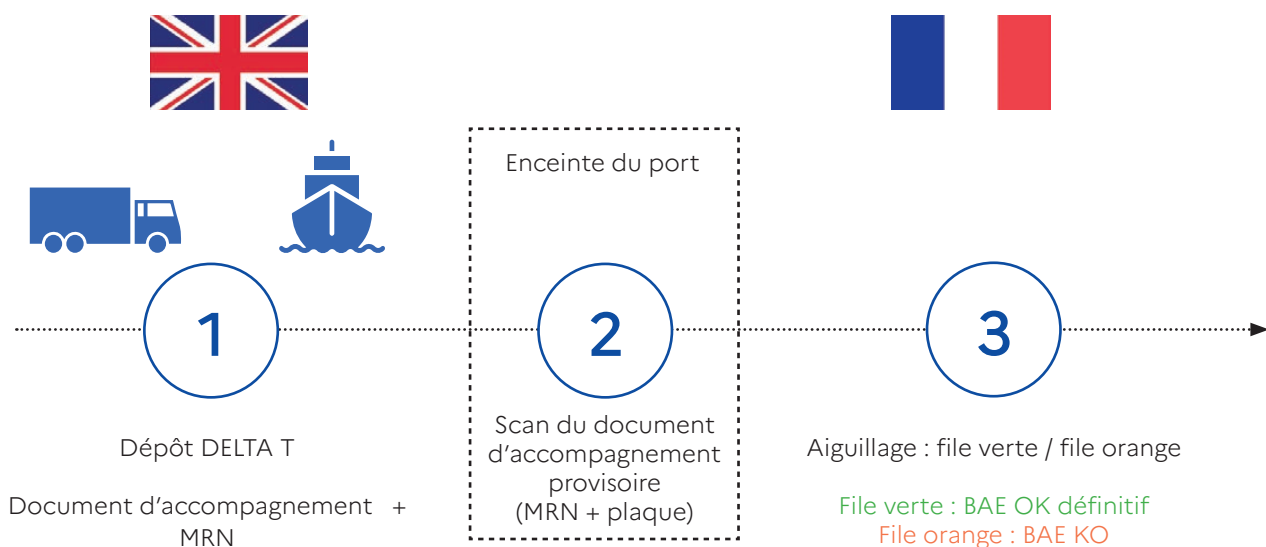 Enceinte du port
1
2
3
Dépôt DELTA T
Document d'accompagnement +
MRN
Scan du document
d'accompagnement
provisoire
(MRN + plaque)
Aiguillage : file verte / file orange
File verte : BAE OK définitif
File orange : BAE KO